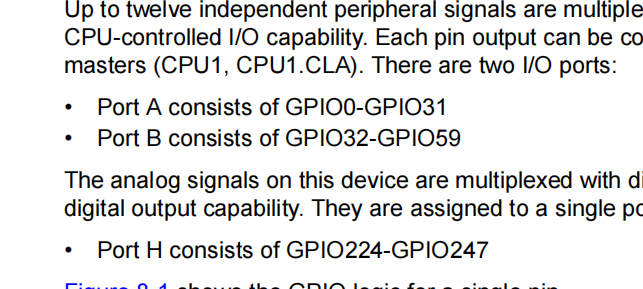 Up to twelve independent peripheral signals are multiple
CPU-controlled I/O capability. Each pin output can be co
masters (CPU1, CPU1.CLA). There are two I/O ports:
• Port A consists of GPIO0-GPIO31
• Port B consists of GPIO32-GPIO59
The analog signals on this device are multiplexed with di
digital output capability. They are assigned to a single po
• Port H consists of GPIO224-GPIO247
Figure 8-1 shows the GPIO logic for a single pin